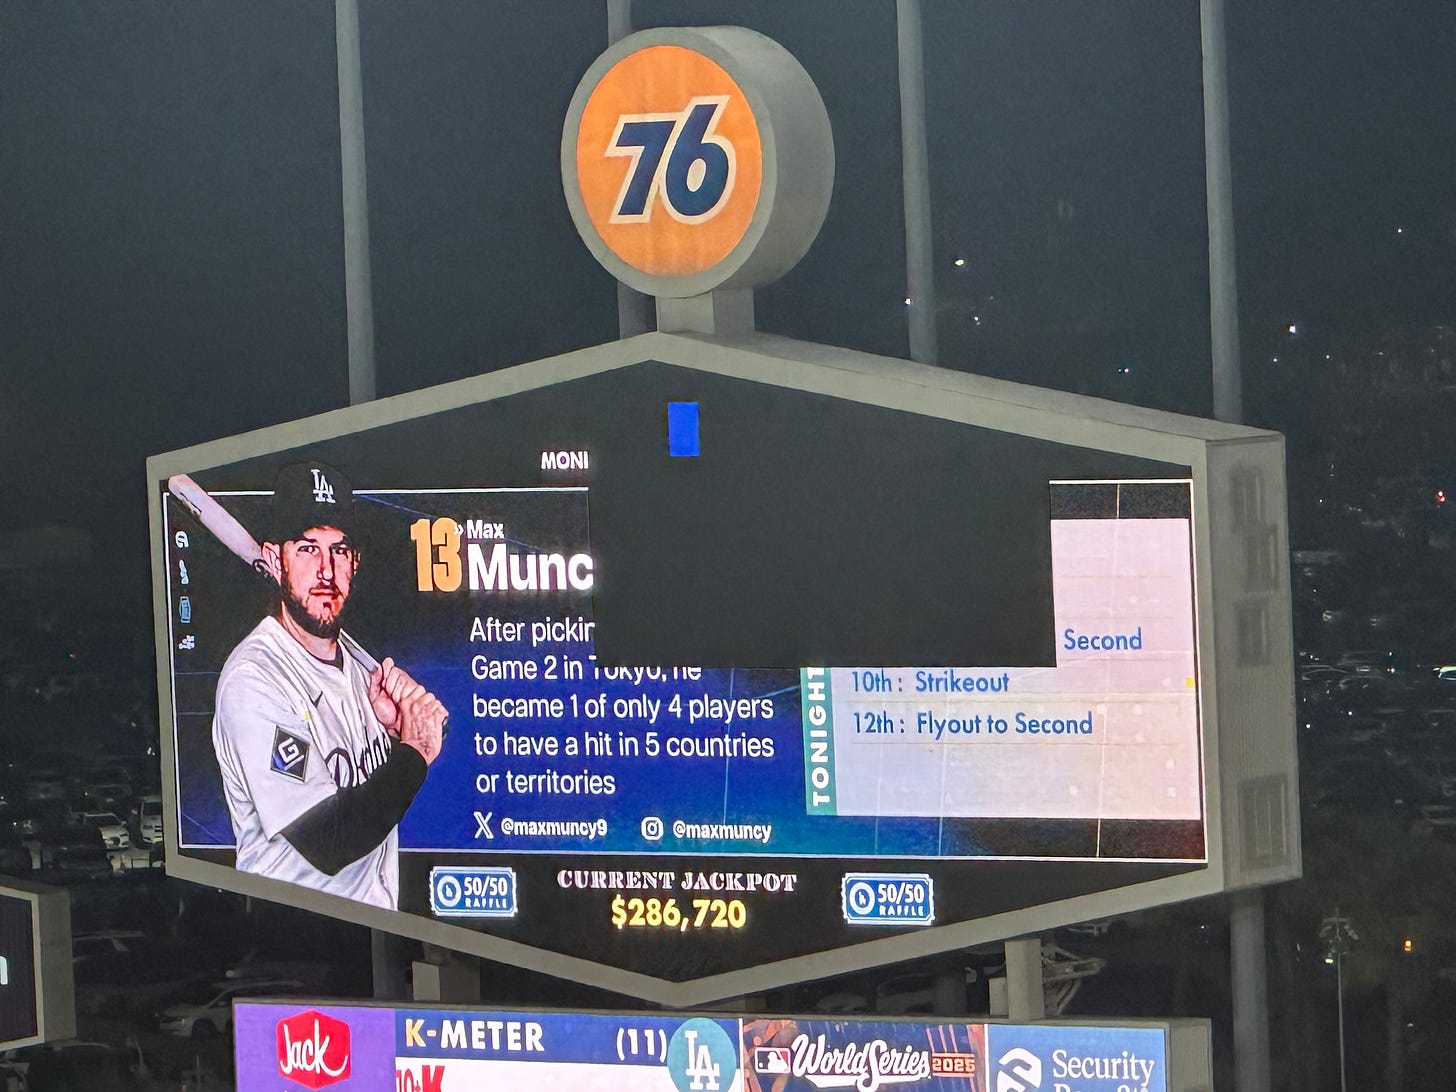 76
MONI
LA
13
Max
Munc
After pickin
Game 2 in Tokyo, he
became 1 of only 4 players
to have a hit in 5 countries
or territories
@maxmuncy9
@maxmuncy
TONIGHT
Second
10th: Strikeout
12th: Flyout to Second
50/50
RAFFLE
CURRENT JACKPOT
$286,720
50/50
RAFFLE
Jack
K-METER (11)
LA
World Series 2025
Security